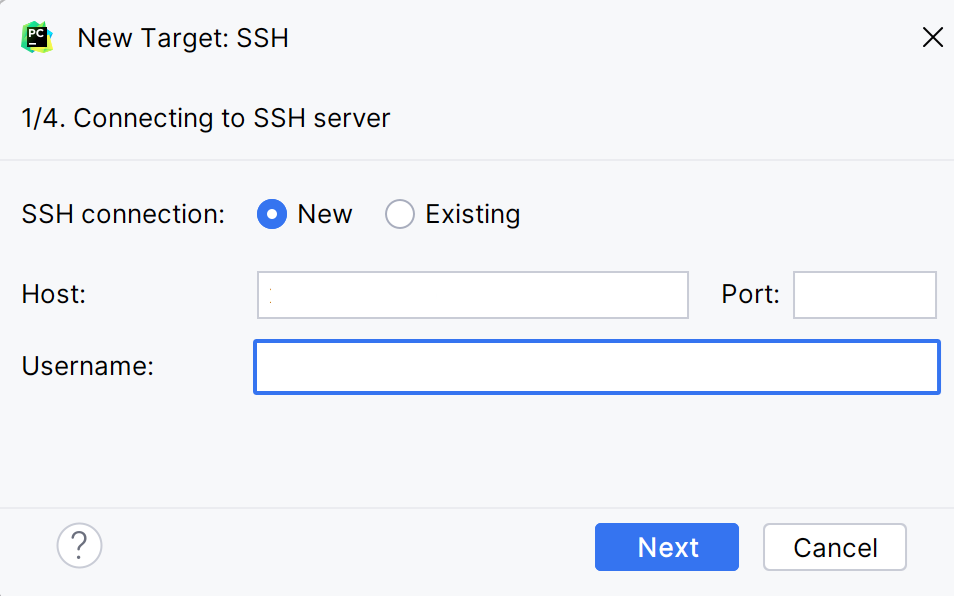 PC New Target: SSH
1/4. Connecting to SSH server
SSH connection: New Existing
Host: Port:
Username:
? Next Cancel